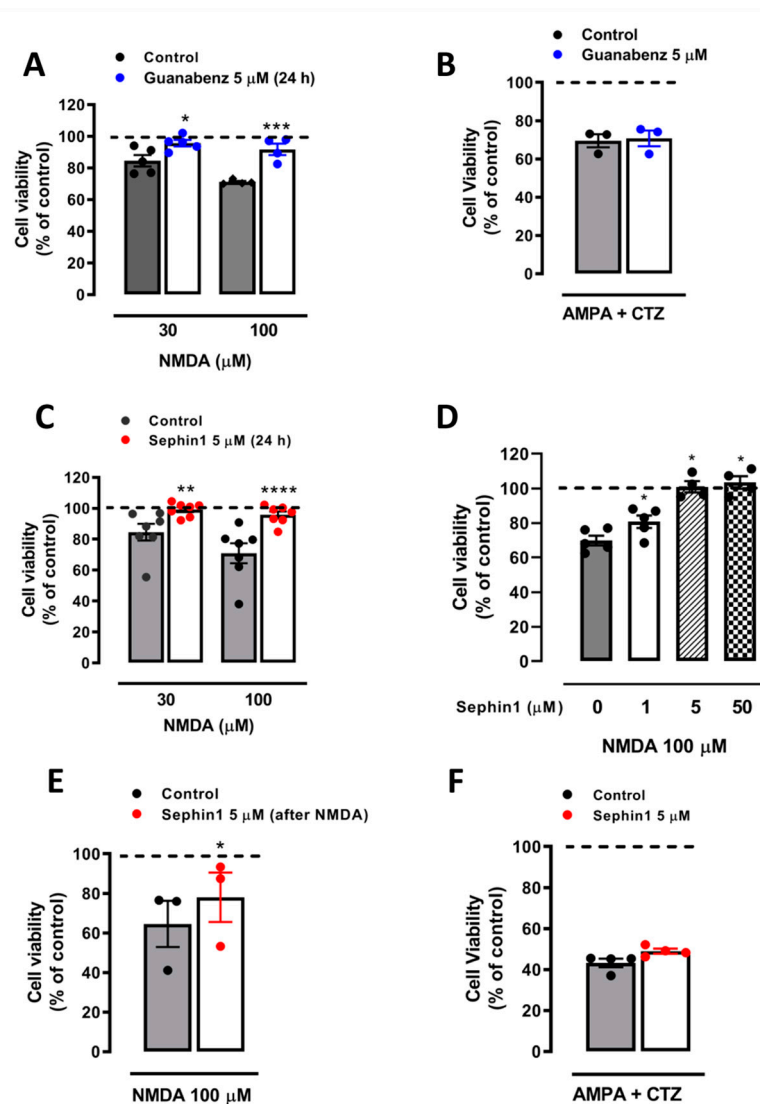 A
Control
Guanabenz 5 μM (24 h)
Cell viability
(% of control)
120
100
80
60
40
20
0
*
***
30
100
NMDA (μM)
B
Control
Guanabenz 5 μM
Cell Viability
(% of control)
100
80
60
40
20
0
AMPA + CTZ
C
Control
Sephin1 5 μM (24 h)
Cell viability
(% of control)
120
100
80
60
40
20
0
**
****
30
100
NMDA (μM)
D
Cell viability
(% of control)
120
100
80
60
40
20
0
*
*
*
Sephin1 (μM) 0 1 5 50
NMDA 100 μM
E
Control
Sephin1 5 μM (after NMDA)
Cell viability
(% of control)
100
80
60
40
20
0
*
NMDA 100 μM
F
Control
Sephin1 5 μM
Cell Viability
(% of control)
100
80
60
40
20
0
AMPA + CTZ